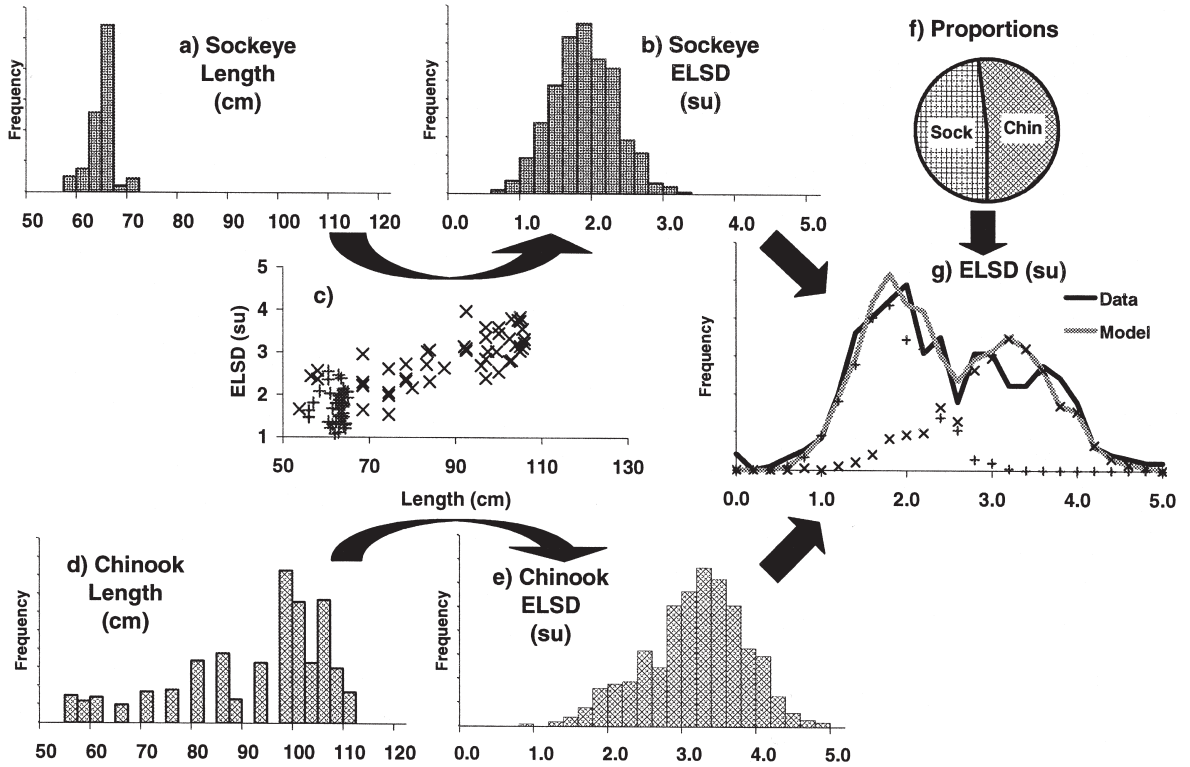 a) Sockeye
Length
(cm)
Frequency
50 60 70 80 90 100 110 120
b) Sockeye
ELSD
(su)
Frequency
0.0 1.0 2.0 3.0 4.0 5.0
f) Proportions
Sock Chin
c)
ELSD (su)
5
4
3
2
1
50 70 90 110 130
Length (cm)
g) ELSD (su)
Data
Model
Frequency
0.0 1.0 2.0 3.0 4.0 5.0
d) Chinook
Length
(cm)
Frequency
50 60 70 80 90 100 110 120
e) Chinook
ELSD
(su)
Frequency
0.0 1.0 2.0 3.0 4.0 5.0